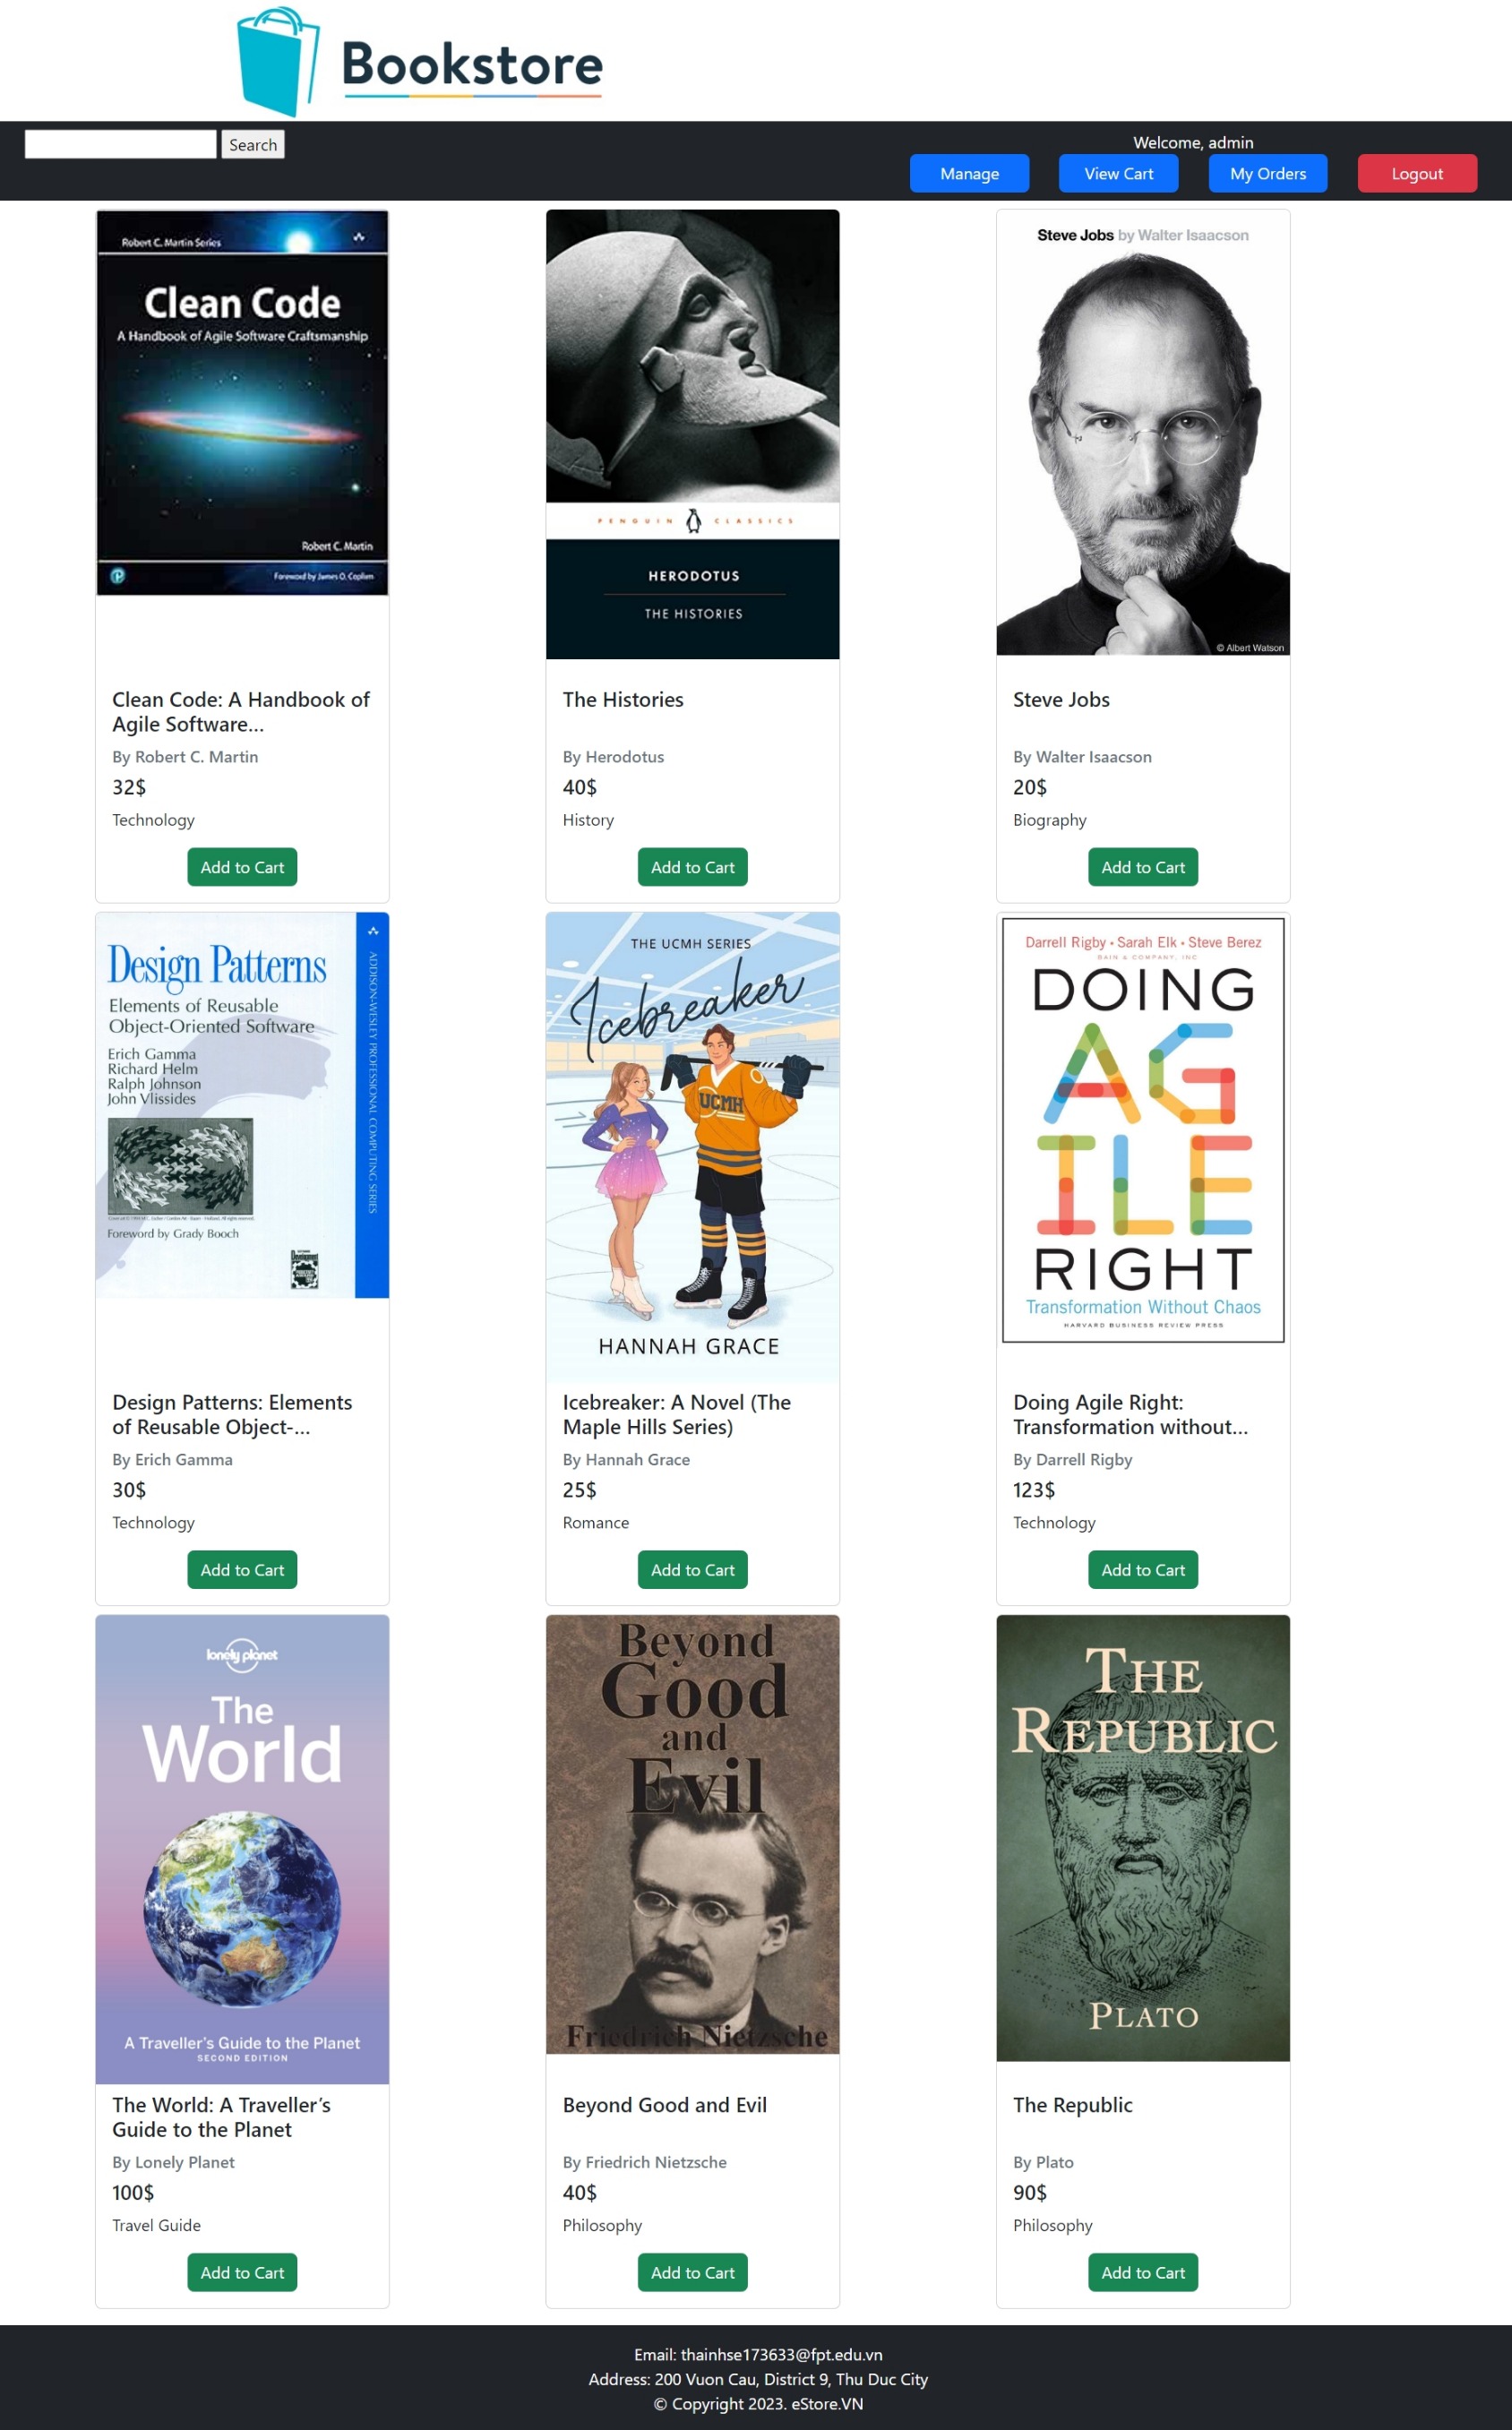 Bookstore
Search
Welcome, admin
Manage
View Cart
My Orders
Logout
Robert C. Martin Series
Clean Code
A Handbook of Agile Software Craftsmanship
Robert C. Martin
Foreword by James O. Coplien
Clean Code: A Handbook of
Agile Software...
By Robert C. Martin
32$
Technology
Add to Cart
PENGUIN CLASSICS
HERODOTUS
THE HISTORIES
The Histories
By Herodotus
40$
History
Add to Cart
Steve Jobs by Walter Isaacson
© Albert Watson
Steve Jobs
By Walter Isaacson
20$
Biography
Add to Cart
Design Patterns
Elements of Reusable
Object-Oriented Software
Erich Gamma
Richard Helm
Ralph Johnson
John Vlissides
Foreword by Grady Booch
ADDISON-WESLEY PROFESSIONAL COMPUTING SERIES
Design Patterns: Elements
of Reusable Object-...
By Erich Gamma
30$
Technology
Add to Cart
THE UCMH SERIES
Icebreaker
UCMH
HANNAH GRACE
Icebreaker: A Novel (The
Maple Hills Series)
By Hannah Grace
25$
Romance
Add to Cart
Darrell Rigby • Sarah Elk • Steve Berez
BAIN & COMPANY, INC
DOING
AG
ILE
RIGHT
Transformation Without Chaos
HARVARD BUSINESS REVIEW PRESS
Doing Agile Right:
Transformation without...
By Darrell Rigby
123$
Technology
Add to Cart
lonely planet
The
World
A Traveller's Guide to the Planet
SECOND EDITION
The World: A Traveller's
Guide to the Planet
By Lonely Planet
100$
Travel Guide
Add to Cart
Beyond
Good
and
Evil
Friedrich Nietzsche
Beyond Good and Evil
By Friedrich Nietzsche
40$
Philosophy
Add to Cart
THE
REPUBLIC
PLATO
The Republic
By Plato
90$
Philosophy
Add to Cart
Email: thainhse173633@fpt.edu.vn
Address: 200 Vuon Cau, District 9, Thu Duc City
© Copyright 2023. eStore.VN